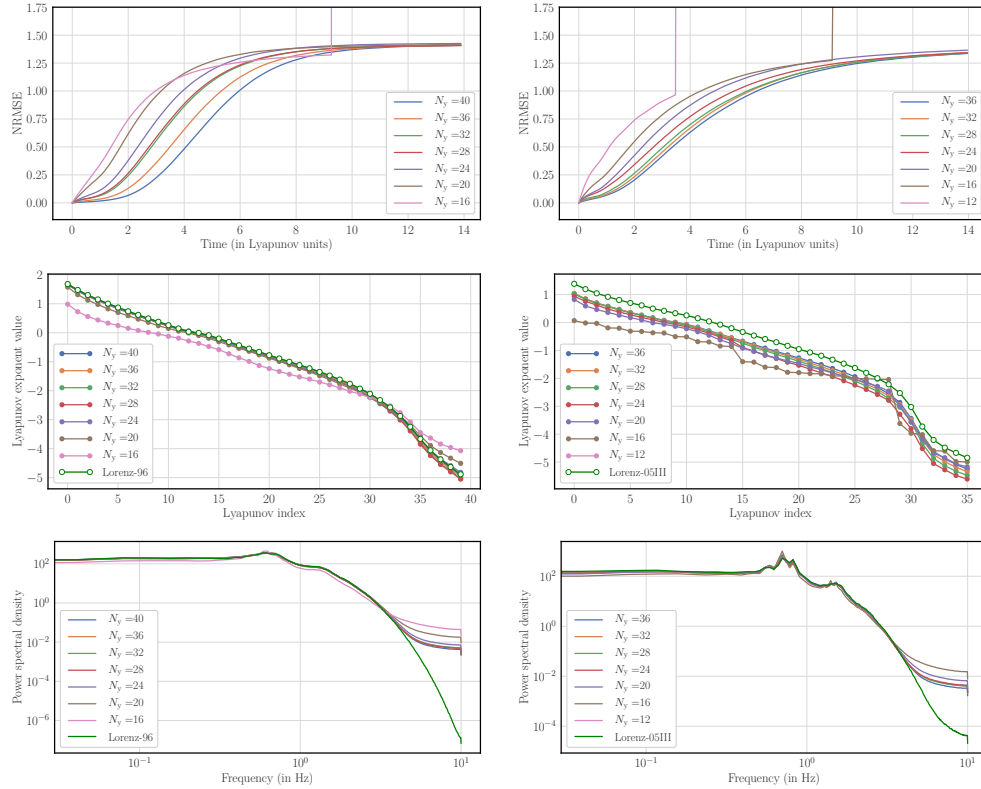 1.75
1.50
1.25
1.00
0.75
0.50
0.25
0.00
NRMSE
0 2 4 6 8 10 12 14
Time (in Lyapunov units)
N_y =40
N_y =36
N_y =32
N_y =28
N_y =24
N_y =20
N_y =16
1.75
1.50
1.25
1.00
0.75
0.50
0.25
0.00
NRMSE
0 2 4 6 8 10 12 14
Time (in Lyapunov units)
N_y =36
N_y =32
N_y =28
N_y =24
N_y =20
N_y =16
N_y =12
2
1
0
−1
−2
−3
−4
−5
Lyapunov exponent value
0 5 10 15 20 25 30 35 40
Lyapunov index
N_y =40
N_y =36
N_y =32
N_y =28
N_y =24
N_y =20
N_y =16
Lorenz-96
1
0
−1
−2
−3
−4
−5
Lyapunov exponent value
0 5 10 15 20 25 30 35
Lyapunov index
N_y =36
N_y =32
N_y =28
N_y =24
N_y =20
N_y =16
N_y =12
Lorenz-05III
10^2
10^0
10^−2
10^−4
10^−6
Power spectral density
10^−1 10^0 10^1
Frequency (in Hz)
N_y =40
N_y =36
N_y =32
N_y =28
N_y =24
N_y =20
N_y =16
Lorenz-96
10^2
10^0
10^−2
10^−4
Power spectral density
10^−1 10^0 10^1
Frequency (in Hz)
N_y =36
N_y =32
N_y =28
N_y =24
N_y =20
N_y =16
N_y =12
Lorenz-05III